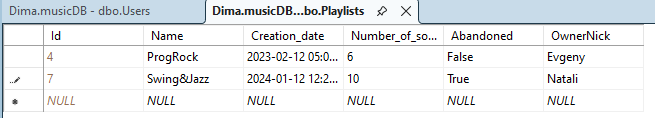 Dima.musicDB - dbo.Users Dima.musicDB...bo.Playlists
Id Name Creation_date Number_of_so... Abandoned OwnerNick
4 ProgRock 2023-02-12 05:0... 6 False Evgeny
7 Swing&Jazz 2024-01-12 12:2... 10 True Natali
NULL NULL NULL NULL NULL NULL